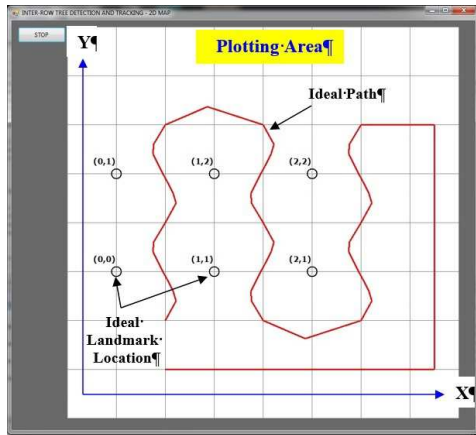 INTER-ROW TREE DETECTION AND TRACKING - 2D MAP
STOP
Y¶
Plotting·Area¶
Ideal·Path¶
(0,1)
(1,2)
(2,2)
(0,0)
(1,1)
(2,1)
Ideal·
Landmark·
Location¶
X¶